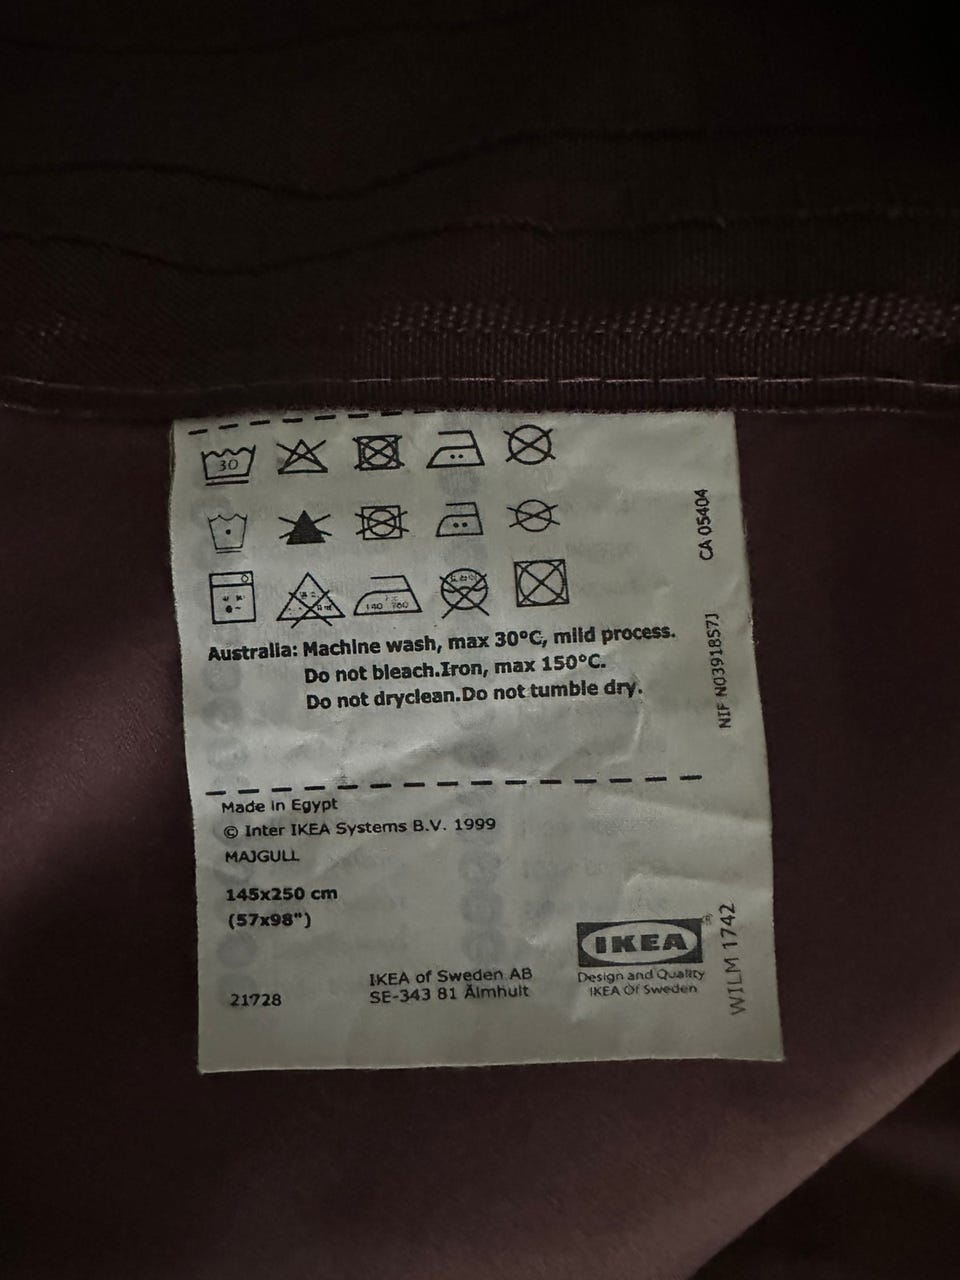 30
Australia: Machine wash, max 30°C, mild process.
Do not bleach.Iron, max 150°C.
Do not dryclean.Do not tumble dry.
CA 05404
NIF N0391857J
Made in Egypt
© Inter IKEA Systems B.V. 1999
MAJGULL
145x250 cm
(57x98")
21728
IKEA of Sweden AB
SE-343 81 Älmhult
IKEA®
Design and Quality
IKEA Of Sweden
WILM 1742